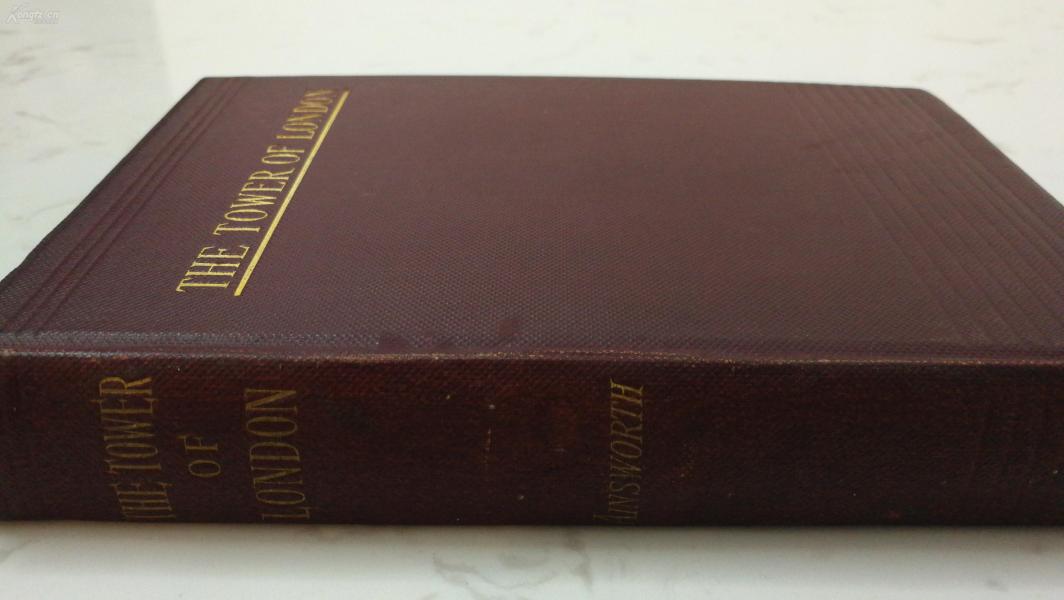 THE TOWER OF LONDON
THE TOWER
OF
LONDON
AINSWORTH